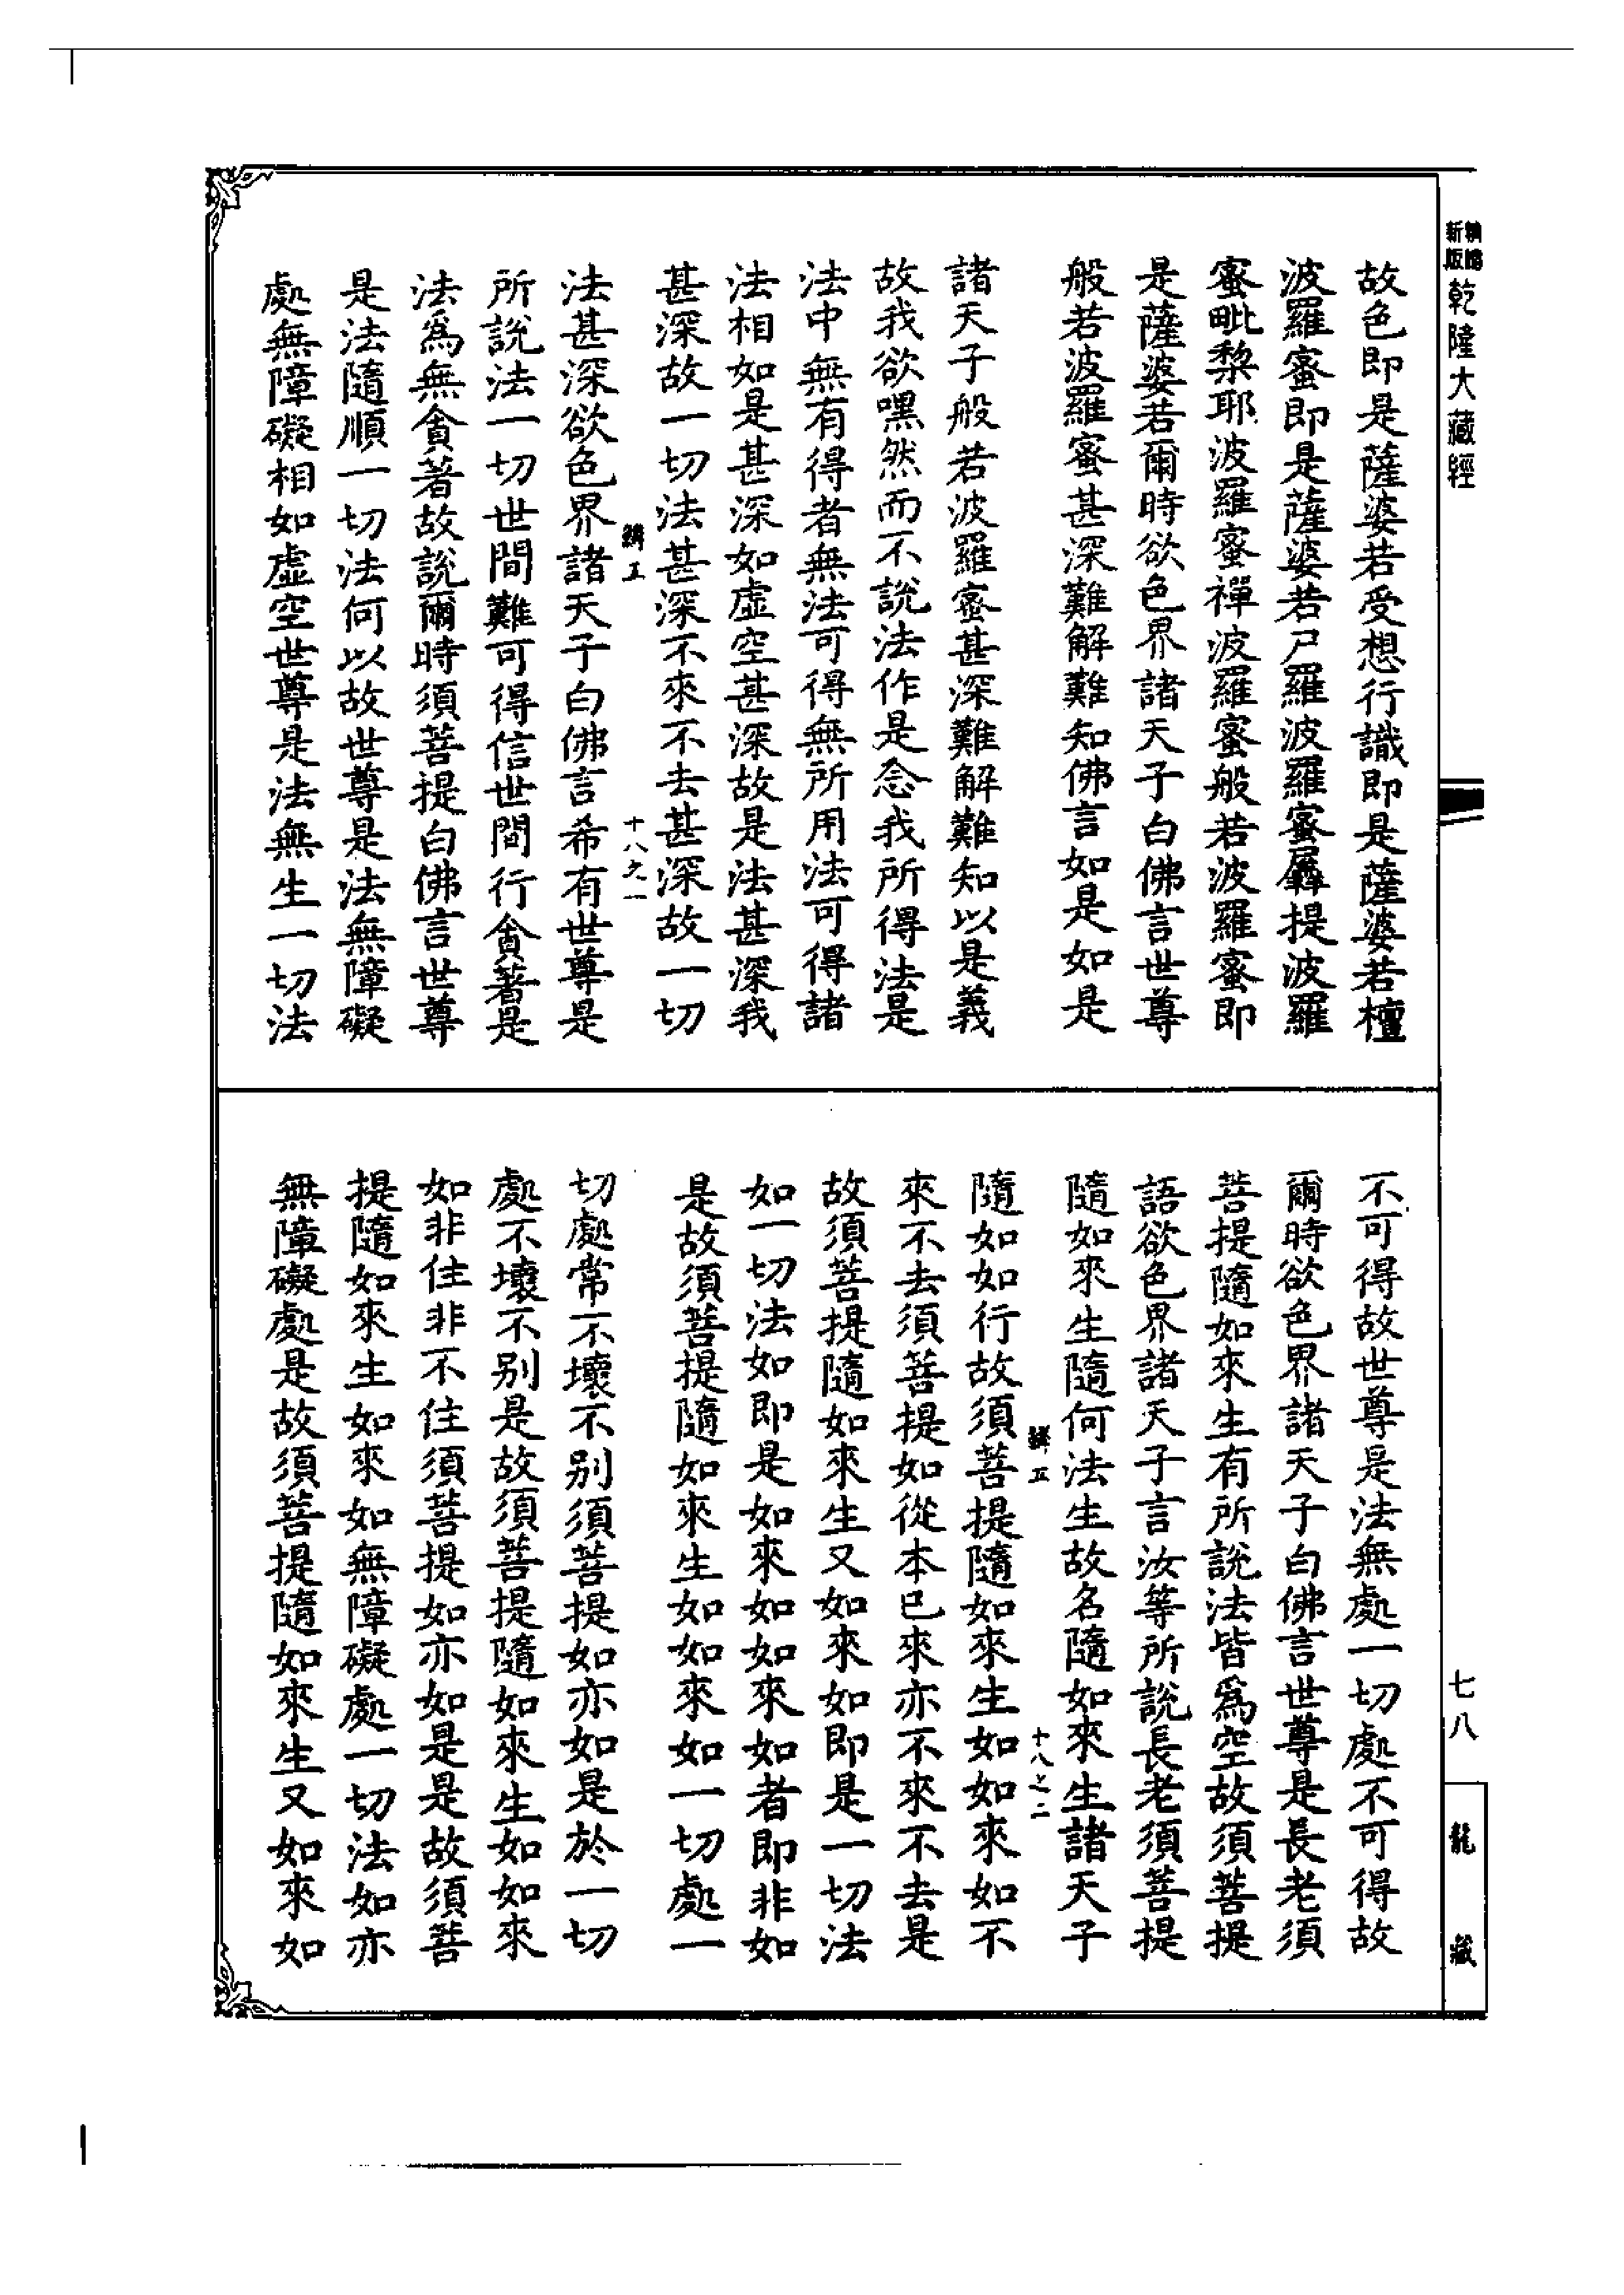 新版
乾隆大藏經
七八
龍藏
故色即是薩婆若受想行識即是薩婆若檀
波羅蜜即是薩婆若尸羅波羅蜜羼提波羅
蜜毗黎耶波羅蜜禪波羅蜜般若波羅蜜即
是薩婆若爾時欲色界諸天子白佛言世尊
般若波羅蜜甚深難解難知佛言如是如是
諸天子般若波羅蜜甚深難解難知以是義
故我欲嘿然而不說法作是念我所得法是
法中無有得者無法可得無所用法可得諸
法相如是甚深如虛空甚深故是法甚深我
甚深故一切法甚深不來不去甚深故一切
十八之一
法甚深欲色界諸天子白佛言希有世尊是
所說法一切世間難可得信世間行貪著是
法為無貪著故說爾時須菩提白佛言世尊
是法隨順一切法何以故世尊是法無障礙
處無障礙相如虛空世尊是法無生一切法
不可得故世尊是法無處一切處不可得故
爾時欲色界諸天子白佛言世尊是長老須
菩提隨如來生有所說法皆為空故須菩提
語欲色界諸天子言汝等所說長老須菩提
隨如來生隨何法生故名隨如來生諸天子
十八之二
隨如如行故須菩提隨如來生如如來如不
來不去須菩提如從本已來亦不來不去是
故須菩提隨如來生又如來如即是一切法
如一切法如即是如來如如來如者即非如
是故須菩提隨如來生如如來如一切處一
切處常不壞不別須菩提如亦如是於一切
處不壞不別是故須菩提隨如來生如如來
如非住非不住須菩提如亦如是是故須菩
提隨如來生如來如無障礙處一切法如亦
無障礙處是故須菩提隨如來生又如來如